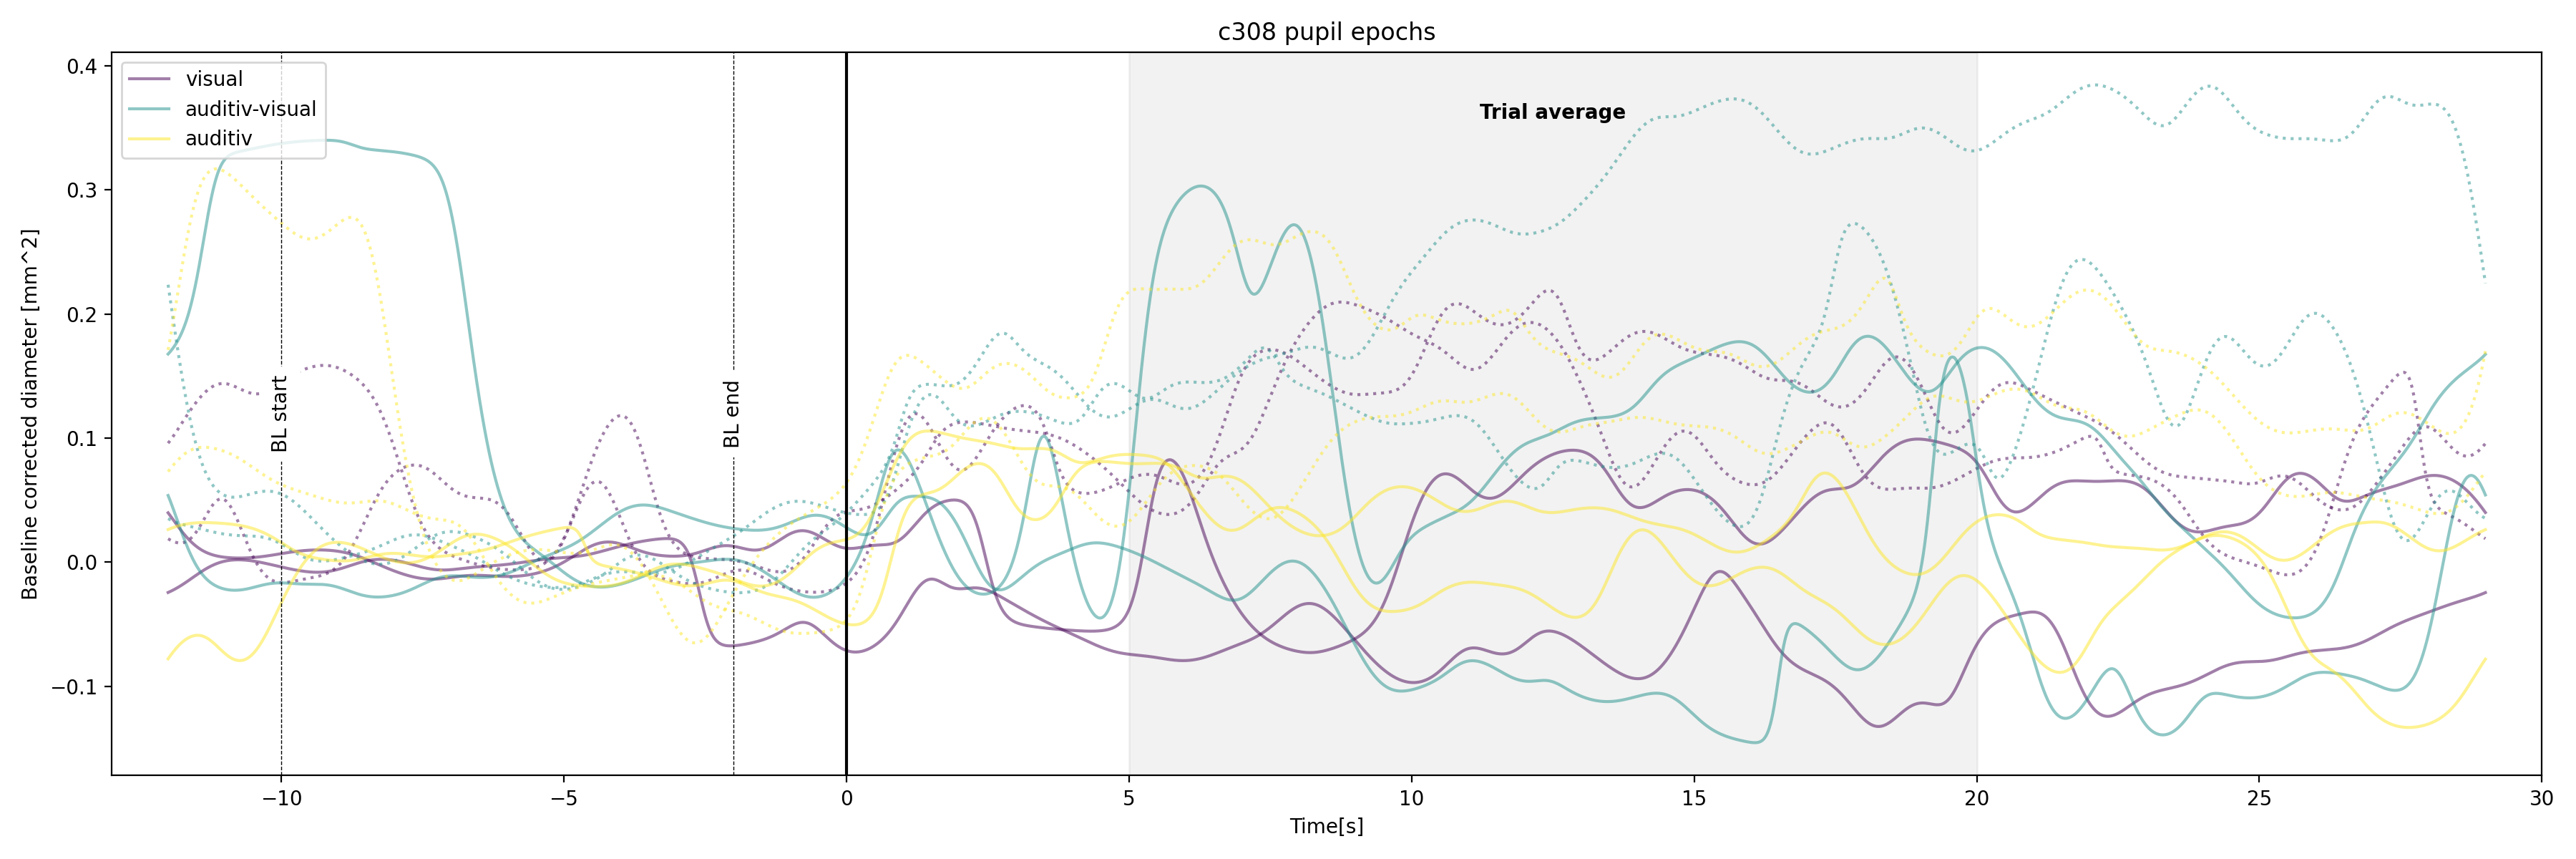 c308 pupil epochs
visual
auditiv-visual
auditiv
Trial average
BL start
BL end
Baseline corrected diameter [mm^2]
0.4
0.3
0.2
0.1
0.0
−0.1
−10
−5
0
5
10
15
20
25
30
Time[s]